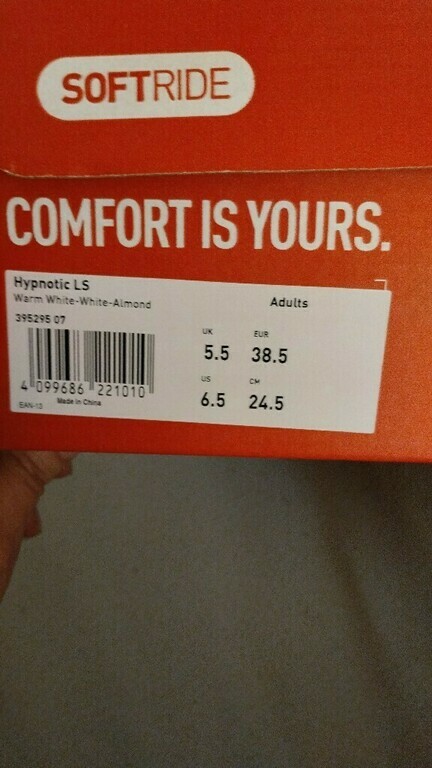 SOFTRIDE
COMFORT IS YOURS.
Hypnotic LS
Warm White-White-Almond
395295 07
Adults
UK EUR
5.5 38.5
US CM
6.5 24.5
4 099686 221010
EAN-13 Made in China